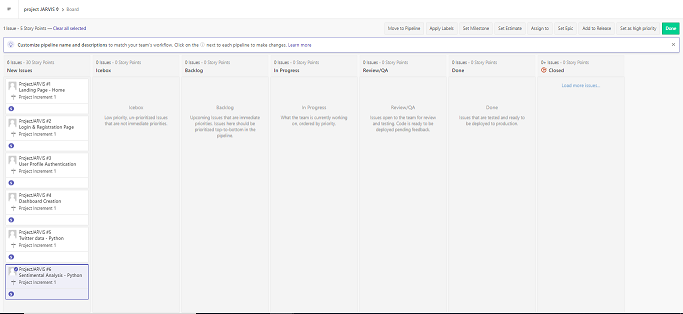 project JARVIS 6 > Board
1 Issue - 5 Story Points — Clear all selected
Move to Pipeline
Apply Labels
Set Milestone
Set Estimate
Assign to
Set Epic
Add to Release
Set as High priority
Done
Customize pipeline name and descriptions to match your team's workflow. Click on the next to each pipeline to make changes. Learn more
6 Issues - 30 Story Points
New Issues
0 Issues - 0 Story Points
Icebox
0 Issues - 0 Story Points
Backlog
0 Issues - 0 Story Points
In Progress
0 Issues - 0 Story Points
Review/QA
0 Issues - 0 Story Points
Done
0+ Issues - 0 Story Points
Closed
ProjectJARVIS #1
Landing Page - Home
Project Increment 1
ProjectJARVIS #2
Login & Registration Page
Project Increment 1
ProjectJARVIS #3
User Profile Authentication
Project Increment 1
ProjectJARVIS #4
Dashboard Creation
Project Increment 1
ProjectJARVIS #5
Twitter data - Python
Project Increment 1
ProjectJARVIS #6
Sentimental Analysis - Python
Project Increment 1
Icebox
Low priority, un-prioritized issues
that are not immediate priorities.
Backlog
Upcoming issues that are immediate
priorities. Issues here should be
prioritized top-to-bottom in the
pipeline.
In Progress
What the team is currently working
on, ordered by priority.
Review/QA
Issues open to the team for review
and testing. Code is ready to be
deployed pending feedback.
Done
Issues that are tested and ready to
be deployed to production.
Load more issues...